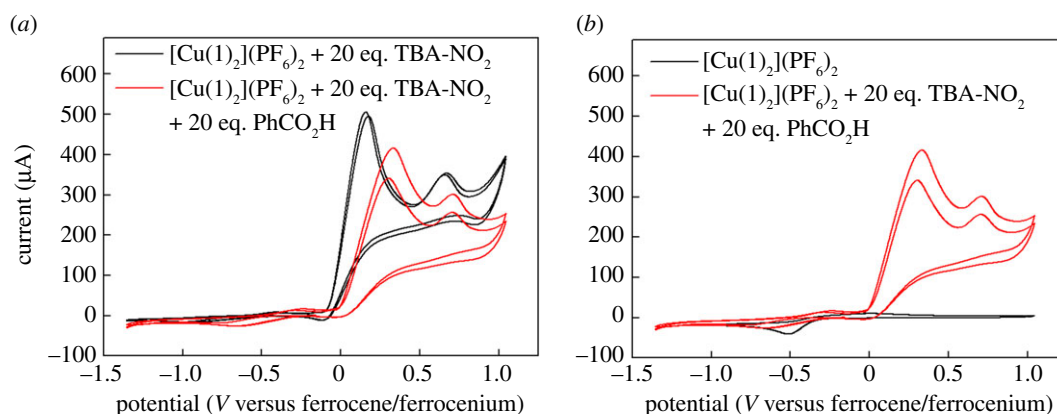 (a)
[Cu(1)₂](PF₆)₂ + 20 eq. TBA-NO₂
[Cu(1)₂](PF₆)₂ + 20 eq. TBA-NO₂
+ 20 eq. PhCO₂H
600
500
400
300
200
100
0
–100
current (µA)
–1.5
–1.0
–0.5
0
0.5
1.0
potential (V versus ferrocene/ferrocenium)
(b)
[Cu(1)₂](PF₆)₂
[Cu(1)₂](PF₆)₂ + 20 eq. TBA-NO₂
+ 20 eq. PhCO₂H
600
500
400
300
200
100
0
–100
–1.5
–1.0
–0.5
0
0.5
1.0
potential (V versus ferrocene/ferrocenium)